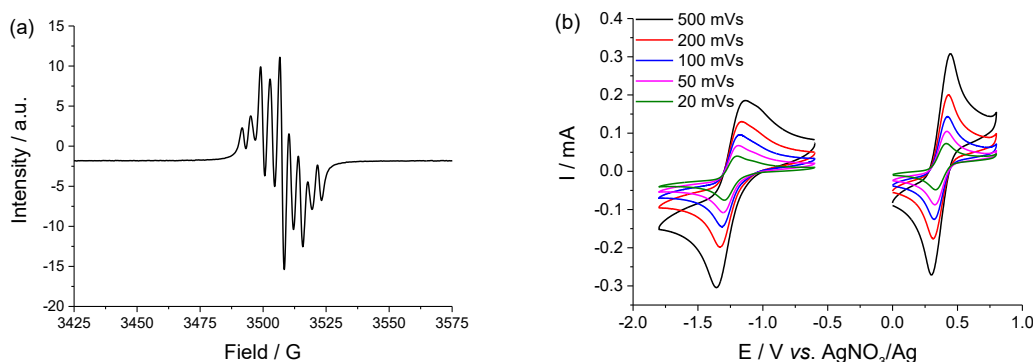 (a)
15
10
5
0
-5
-10
-15
-20
3425 3450 3475 3500 3525 3550 3575
Intensity / a.u.
Field / G
(b)
0.4
0.3
0.2
0.1
0.0
-0.1
-0.2
-0.3
-2.0 -1.5 -1.0 -0.5 0.0 0.5 1.0
I / mA
E / V vs. AgNO3/Ag
500 mVs
200 mVs
100 mVs
50 mVs
20 mVs